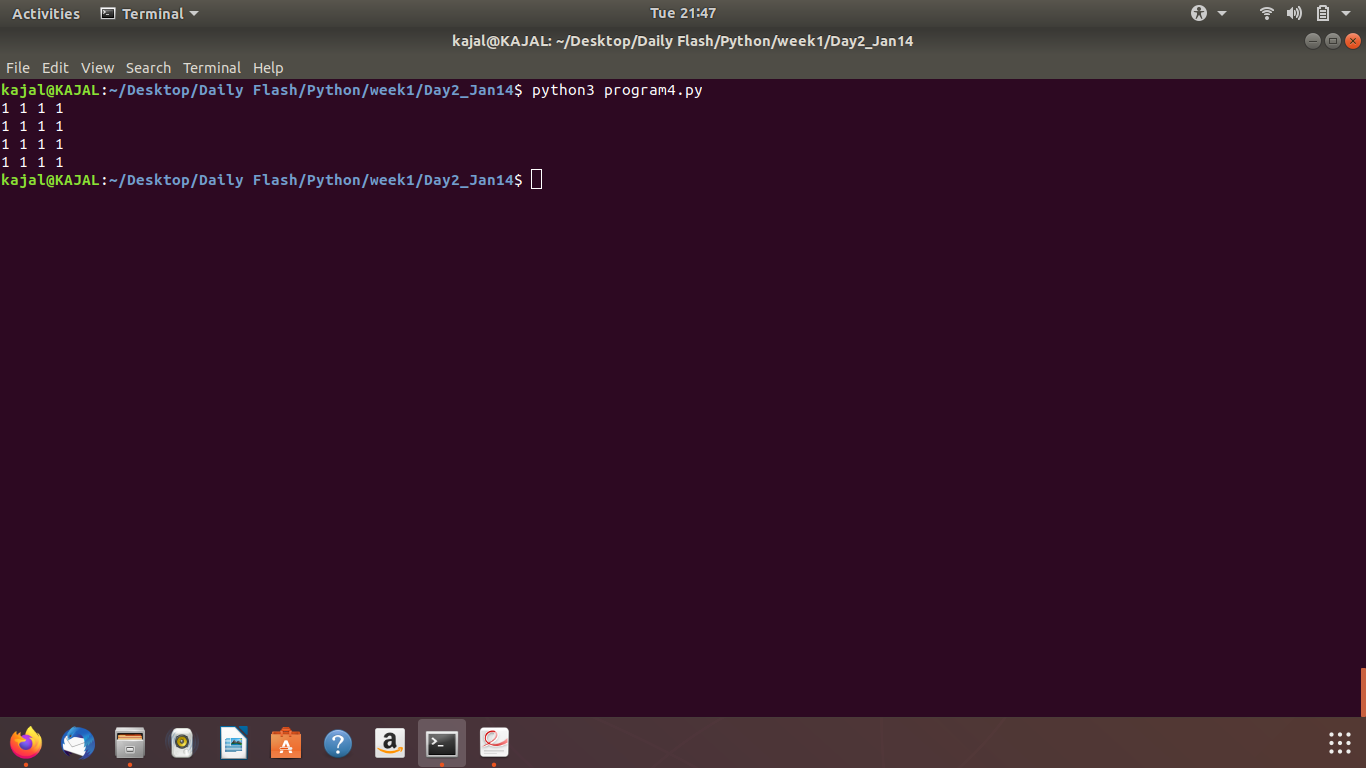 Activities Terminal Tue 21:47
kajal@KAJAL: ~/Desktop/Daily Flash/Python/week1/Day2_Jan14
File Edit View Search Terminal Help
kajal@KAJAL:~/Desktop/Daily Flash/Python/week1/Day2_Jan14$ python3 program4.py
1 1 1 1
1 1 1 1
1 1 1 1
1 1 1 1
kajal@KAJAL:~/Desktop/Daily Flash/Python/week1/Day2_Jan14$